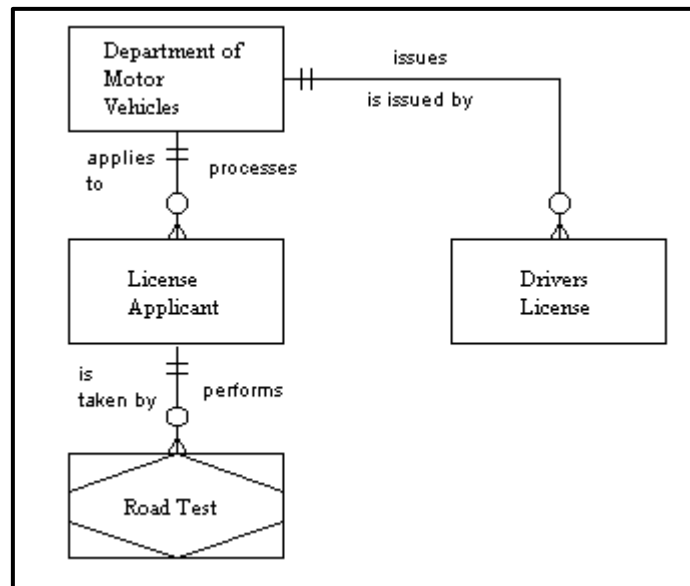 Department of
Motor
Vehicles
issues
is issued by
applies
to
processes
License
Applicant
Drivers
License
is
taken by
performs
Road Test